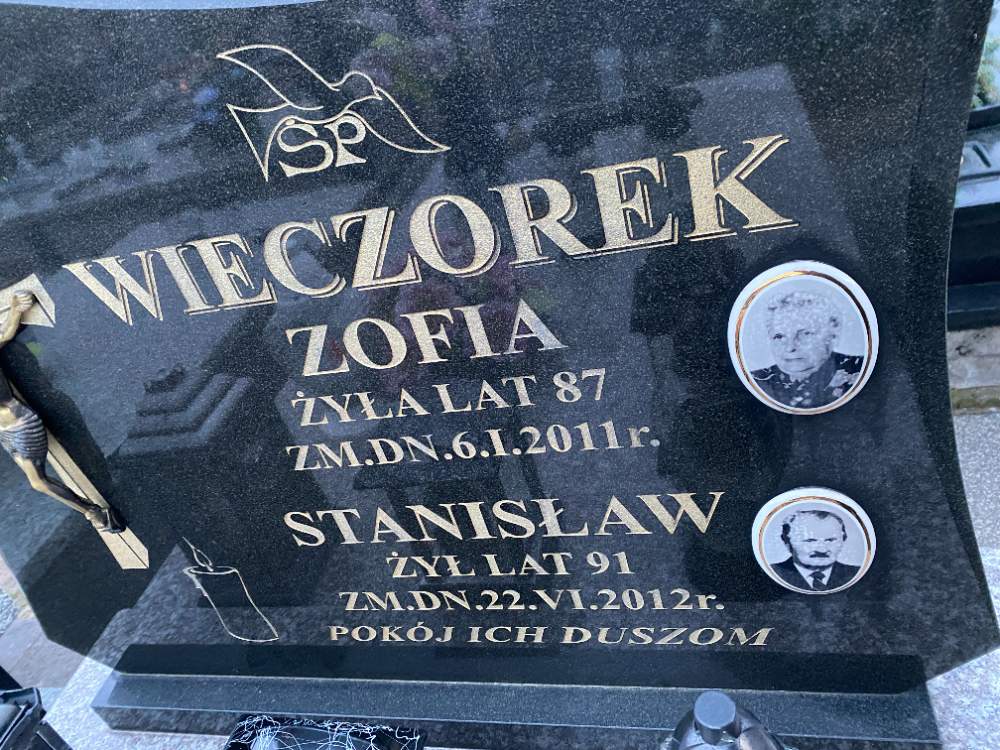 ŚP
WIECZOREK
ZOFIA
ŻYŁA LAT 87
ZM.DN.6.I.2011r.
STANISŁAW
ŻYŁ LAT 91
ZM.DN.22.VI.2012r.
POKÓJ ICH DUSZOM